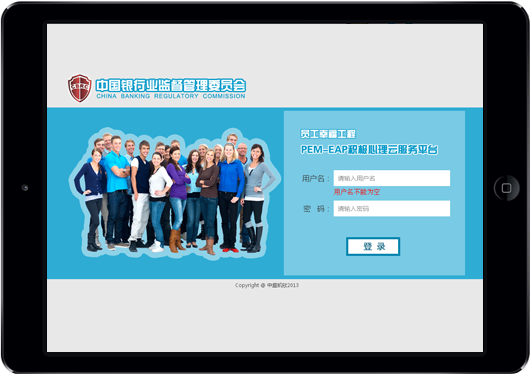 中国银行业监督管理委员会
CHINA BANKING REGULATORY COMMISSION
员工幸福工程
PEM-EAP积极心理云服务平台
用户名： 请输入用户名
用户名不能为空
密 码： 请输入密码
登 录
Copyright @ 中盛凯欣2013